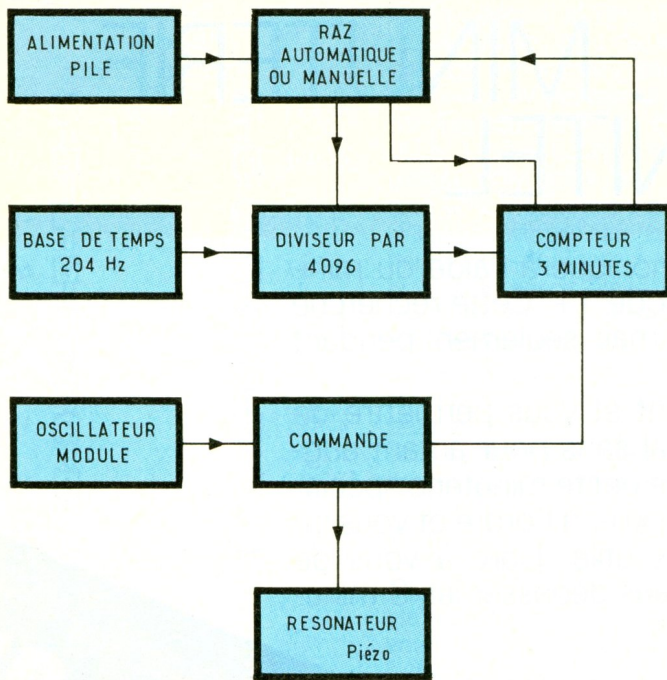 ALIMENTATION
PILE
RAZ
AUTOMATIQUE
OU MANUELLE
BASE DE TEMPS
204 Hz
DIVISEUR PAR
4096
COMPTEUR
3 MINUTES
OSCILLATEUR
MODULE
COMMANDE
RESONATEUR
Piézo